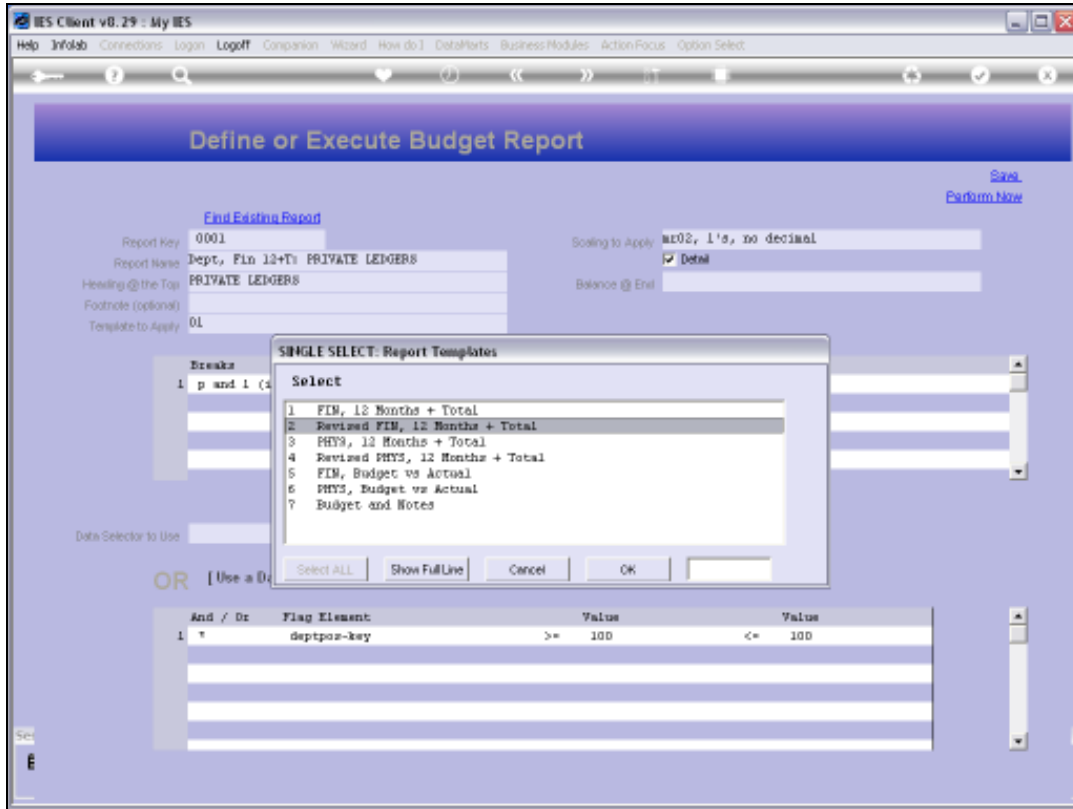 IES Client v8.29 : My IES
Help Infolab Connections Logon Logoff Companion Wizard How do I DataMarts Business Modules Action Focus Option Select
Define or Execute Budget Report
Save
Perform Now
Find Existing Report
Report Key 0001
Scaling to Apply mr02, 1's, no decimal
Report Name Dept, Fin 12+T: PRIVATE LEDGERS
Detail
Heading @ the Top PRIVATE LEDGERS
Balance @ End
Footnote (optional)
Template to Apply 01
SINGLE SELECT: Report Templates
Breaks
Select
1 p and l (i
1 FIN, 12 Months + Total
2 Revised FIN, 12 Months + Total
3 PHYS, 12 Months + Total
4 Revised PHYS, 12 Months + Total
5 FIN, Budget vs Actual
6 PHYS, Budget vs Actual
7 Budget and Notes
Data Selector to Use
Select ALL Show Full Line Cancel OK
OR [ Use a Da
And / Or Flag Element Value Value
1 deptpos-key >= 100 <= 100
Se